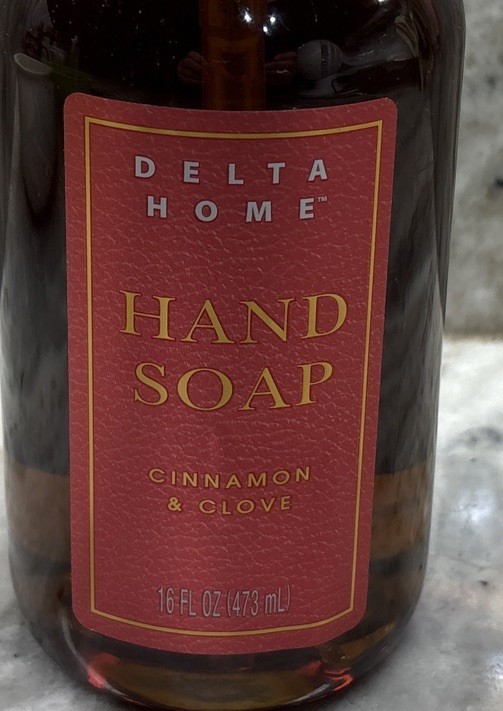 DELTA
HOME™
HAND
SOAP
CINNAMON
& CLOVE
16 FL OZ (473 mL)